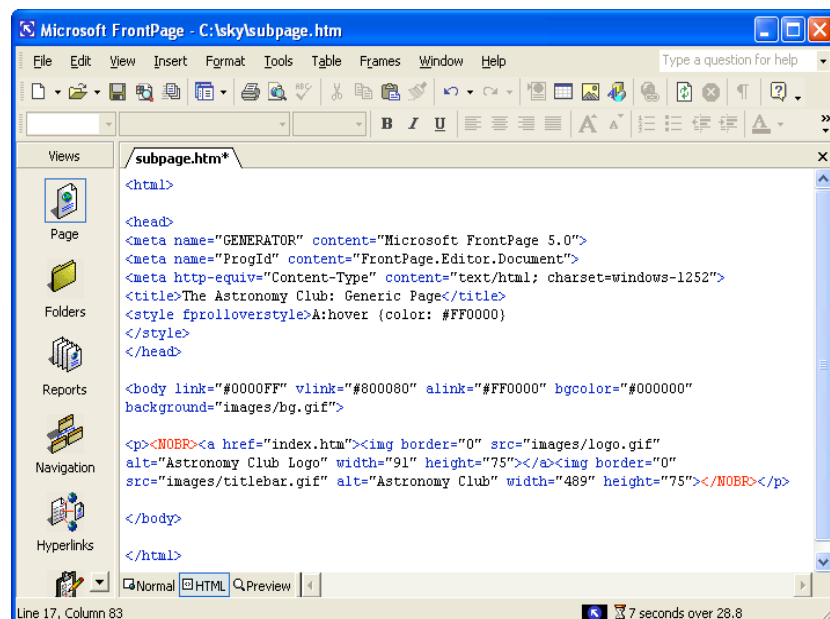 Microsoft FrontPage - C:\sky\subpage.htm
File Edit View Insert Format Tools Table Frames Window Help Type a question for help
B I U A A A
Views subpage.htm*
Page
Folders
Reports
Navigation
Hyperlinks
<html>

<head>
<meta name="GENERATOR" content="Microsoft FrontPage 5.0">
<meta name="ProgId" content="FrontPage.Editor.Document">
<meta http-equiv="Content-Type" content="text/html; charset=windows-1252">
<title>The Astronomy Club: Generic Page</title>
<style fprolloverstyle>A:hover {color: #FF0000}
</style>
</head>

<body link="#0000FF" vlink="#800080" alink="#FF0000" bgcolor="#000000"
background="images/bg.gif">

<p><NOBR><a href="index.htm"><img border="0" src="images/logo.gif"
alt="Astronomy Club Logo" width="91" height="75"></a><img border="0"
src="images/titlebar.gif" alt="Astronomy Club" width="489" height="75"></NOBR></p>

</body>

</html>
Normal HTML Preview
Line 17, Column 83 7 seconds over 28.8